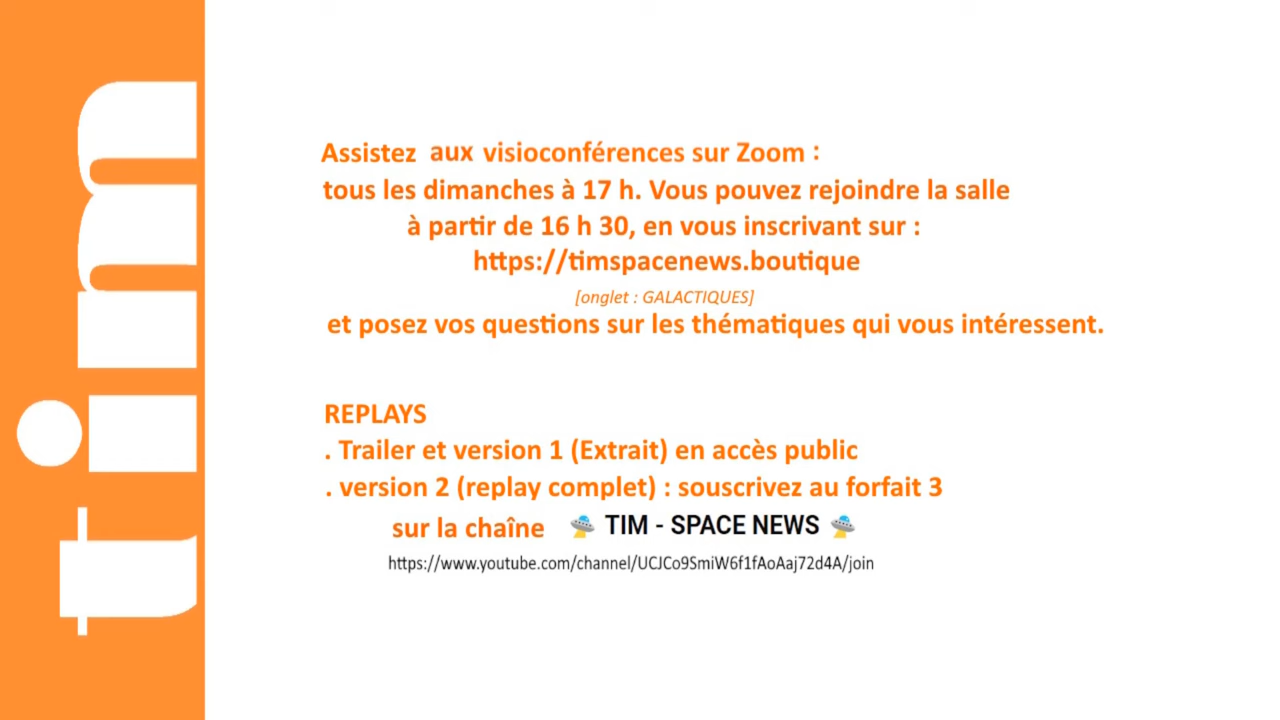 tim
Assistez aux visioconférences sur Zoom :
tous les dimanches à 17 h. Vous pouvez rejoindre la salle
à partir de 16 h 30, en vous inscrivant sur :
https://timspacenews.boutique
[onglet : GALACTIQUES]
et posez vos questions sur les thématiques qui vous intéressent.
REPLAYS
. Trailer et version 1 (Extrait) en accès public
. version 2 (replay complet) : souscrivez au forfait 3
sur la chaîne 🛸 TIM - SPACE NEWS 🛸
https://www.youtube.com/channel/UCJCo9SmiW6f1fAoAaj72d4A/join